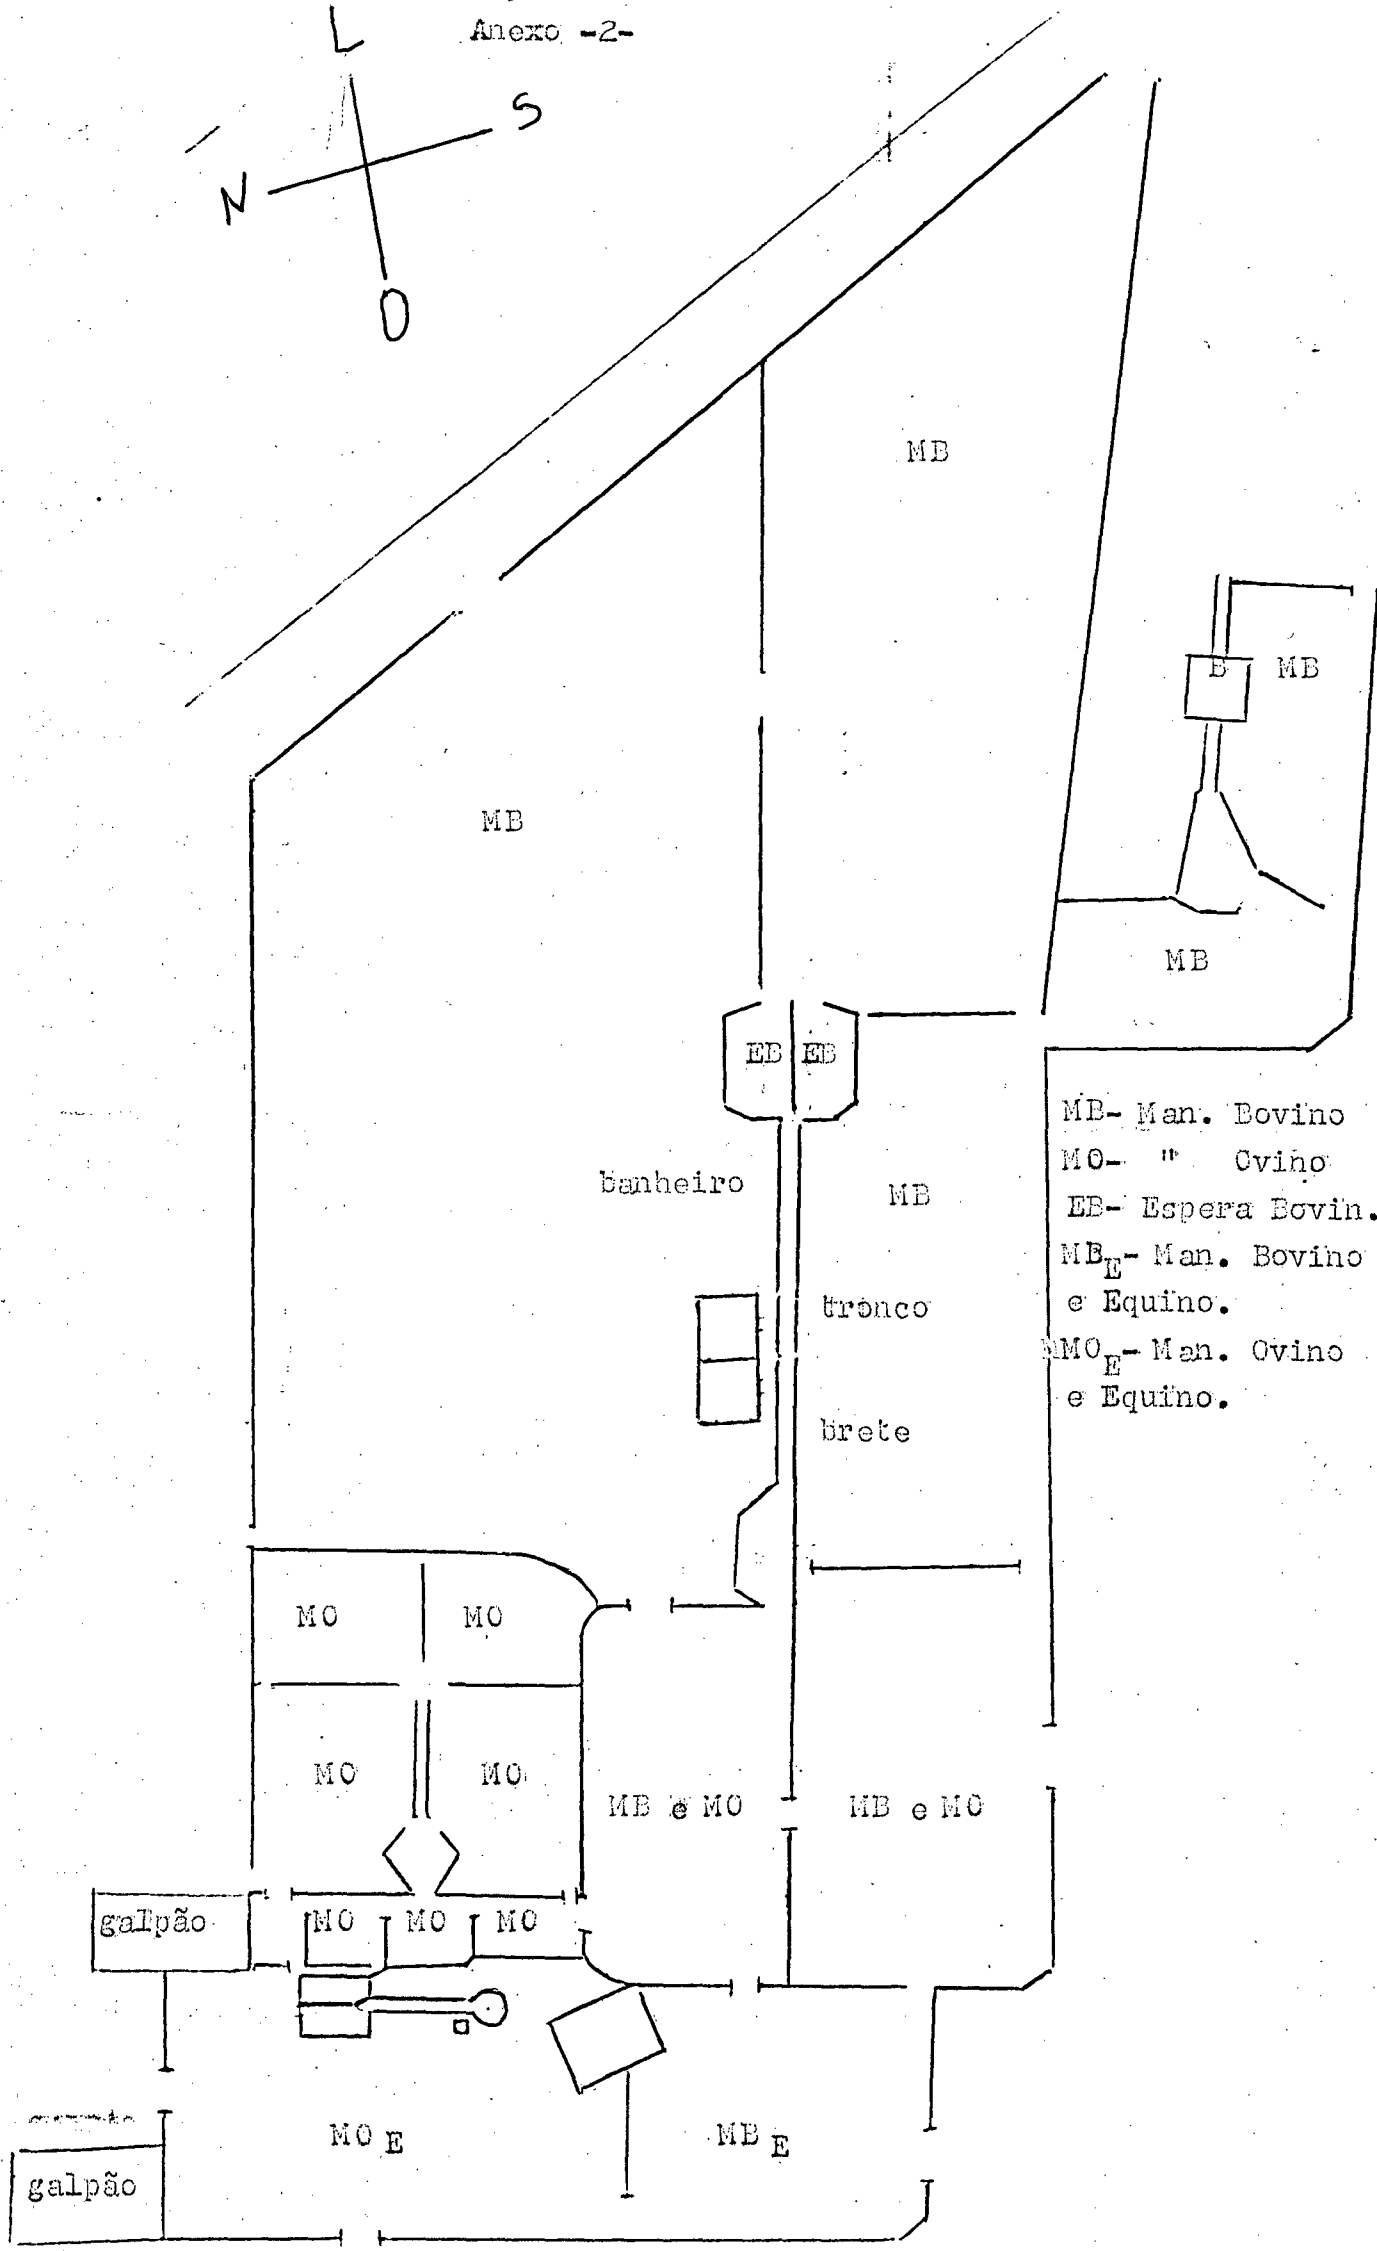 Anexo -2-
L
S
N
O
MB
B MB
MB
MB
EB EB
MB- Man. Bovino
MO- " Ovino
EB- Espera Bovin.
MBE- Man. Bovino
e Equino.
MOE- Man. Ovino
e Equino.
banheiro
MB
tronco
brete
MO MO
MO MO
MB e MO MB e MO
galpão MO MO MO
MO E MB E
galpão